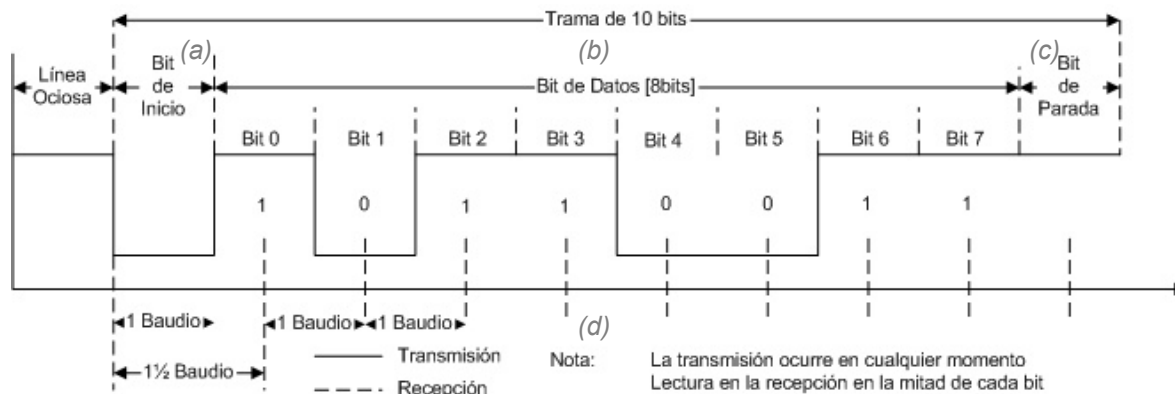 Trama de 10 bits
(a) (b) (c)
Línea Ociosa
Bit de Inicio
Bit de Datos [8bits]
Bit de Parada
Bit 0 Bit 1 Bit 2 Bit 3 Bit 4 Bit 5 Bit 6 Bit 7
1 0 1 1 0 0 1 1
1 Baudio 1 Baudio 1 Baudio
(d)
1½ Baudio
Transmisión
Recepción
Nota: La transmisión ocurre en cualquier momento
Lectura en la recepción en la mitad de cada bit